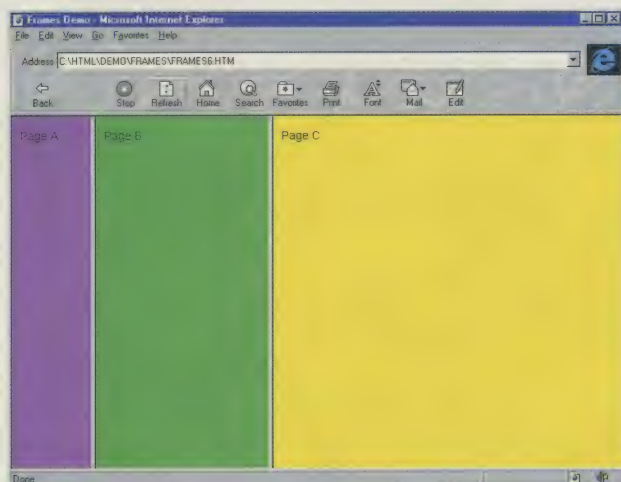 Frames Demo - Microsoft Internet Explorer
File Edit View Go Favorites Help
Address C:\HTML\DEMO\FRAMES\FRAMES6.HTM
Back Stop Refresh Home Search Favorites Print Font Mail Edit
Page A Page B Page C
Done